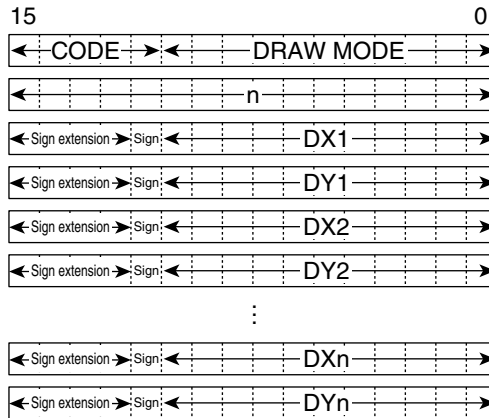 15 0
CODE DRAW MODE
n
Sign extension Sign DX1
Sign extension Sign DY1
Sign extension Sign DX2
Sign extension Sign DY2
⋮
Sign extension Sign DXn
Sign extension Sign DYn